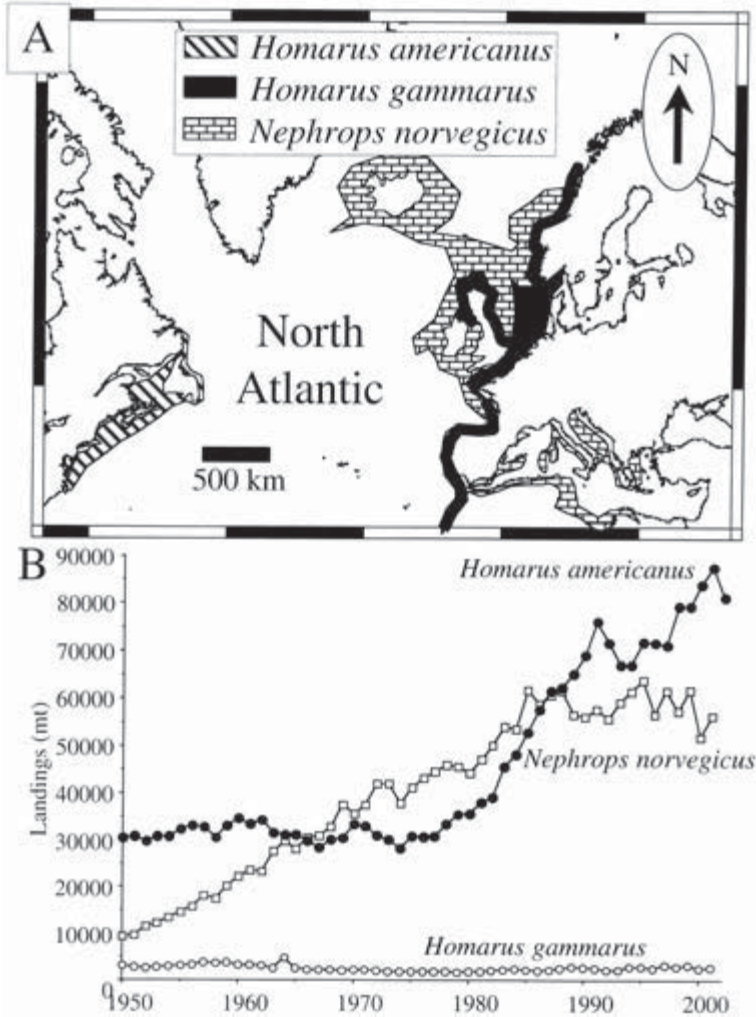 A
Homarus americanus
Homarus gammarus
Nephrops norvegicus
N
North
Atlantic
500 km
B
90000
80000
70000
60000
50000
40000
30000
20000
10000
0
Landings (mt)
Homarus americanus
Nephrops norvegicus
Homarus gammarus
1950 1960 1970 1980 1990 2000